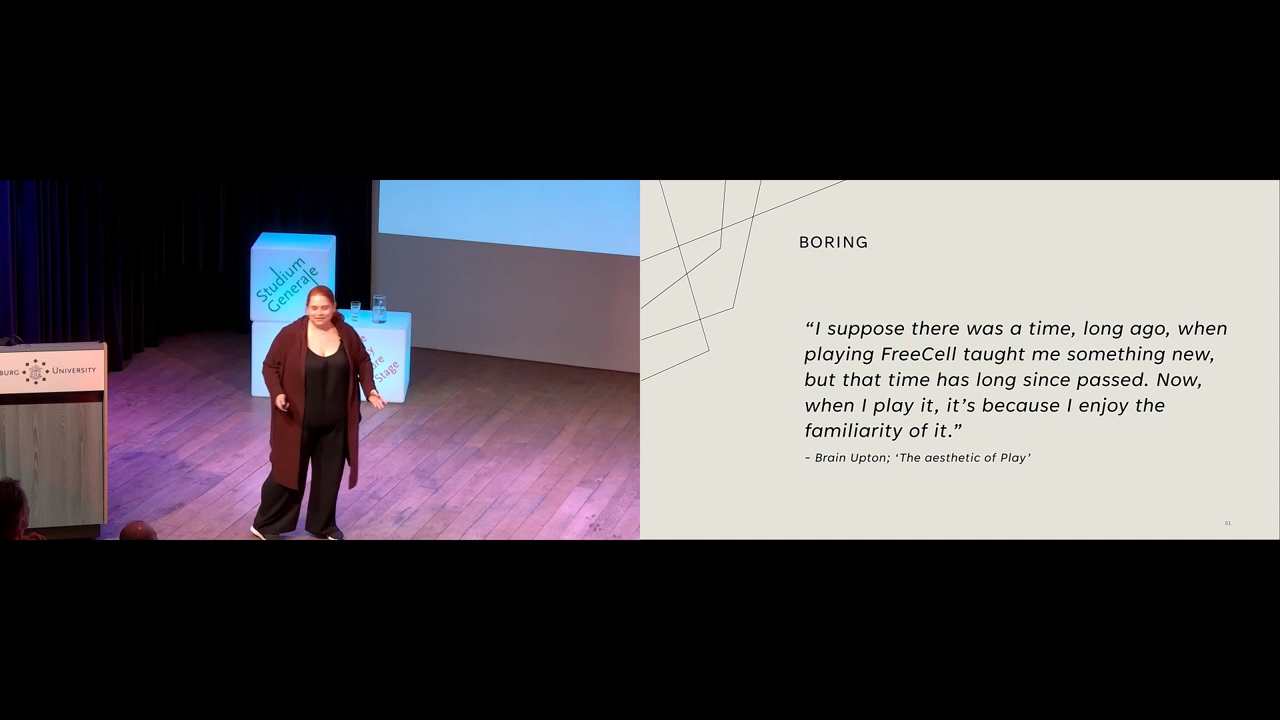 Studium
Generale
Stage
BURG UNIVERSITY
BORING
“I suppose there was a time, long ago, when
playing FreeCell taught me something new,
but that time has long since passed. Now,
when I play it, it’s because I enjoy the
familiarity of it.”
– Brain Upton; ‘The aesthetic of Play’
51